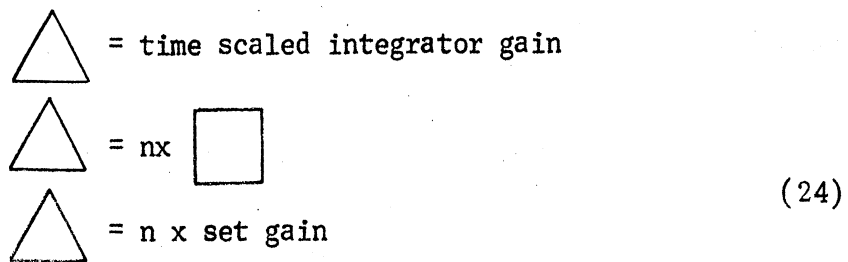 = time scaled integrator gain
= nx
(24)
= n x set gain